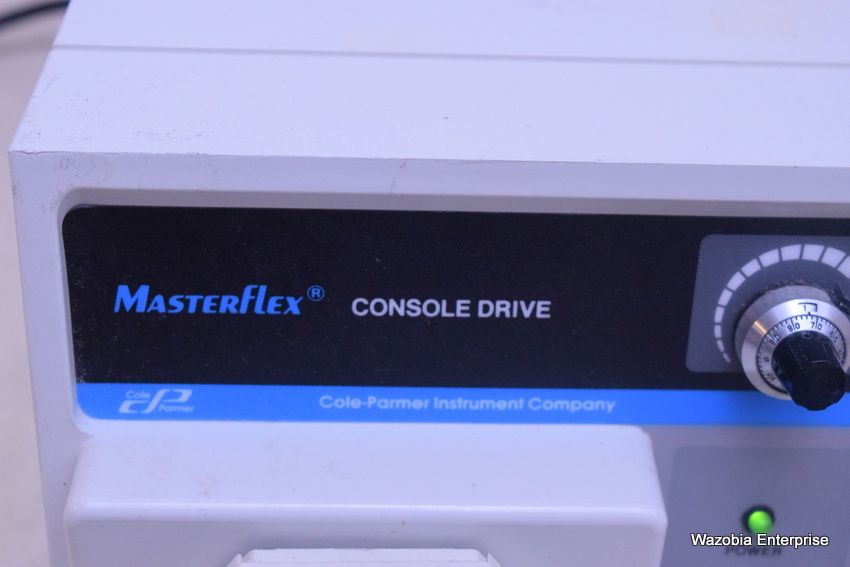 MASTERFLEX® CONSOLE DRIVE
Cole
Parmer
Cole-Parmer Instrument Company
POWER
Wazobia Enterprise